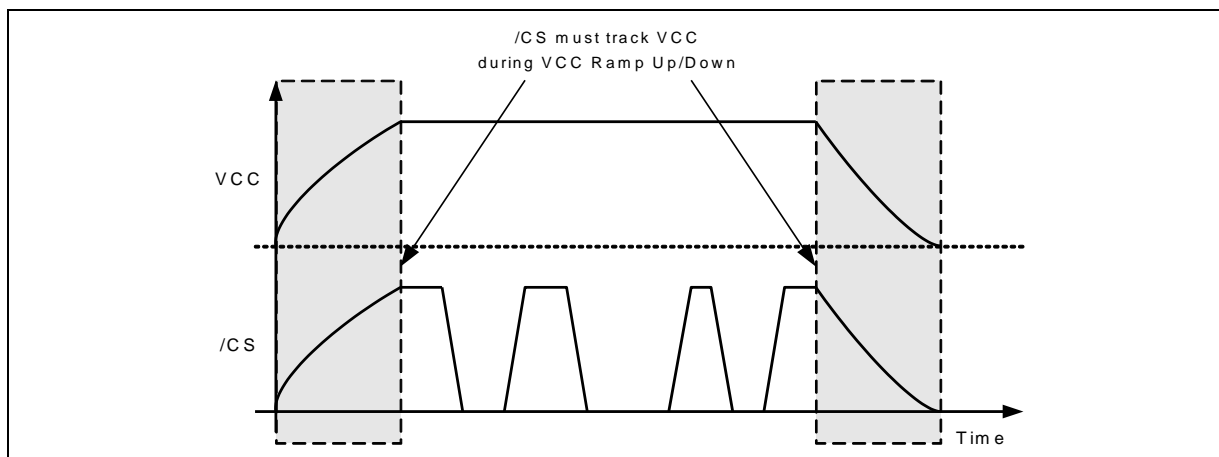 /CS must track VCC
during VCC Ramp Up/Down
VCC
/CS
Time